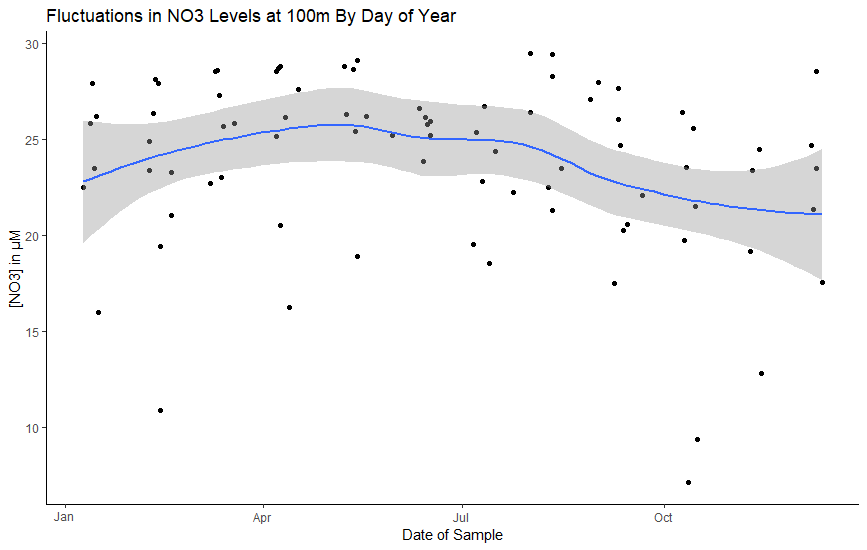 Fluctuations in NO3 Levels at 100m By Day of Year
30
25
20
15
10
[NO3] in µM
Jan Apr Jul Oct
Date of Sample